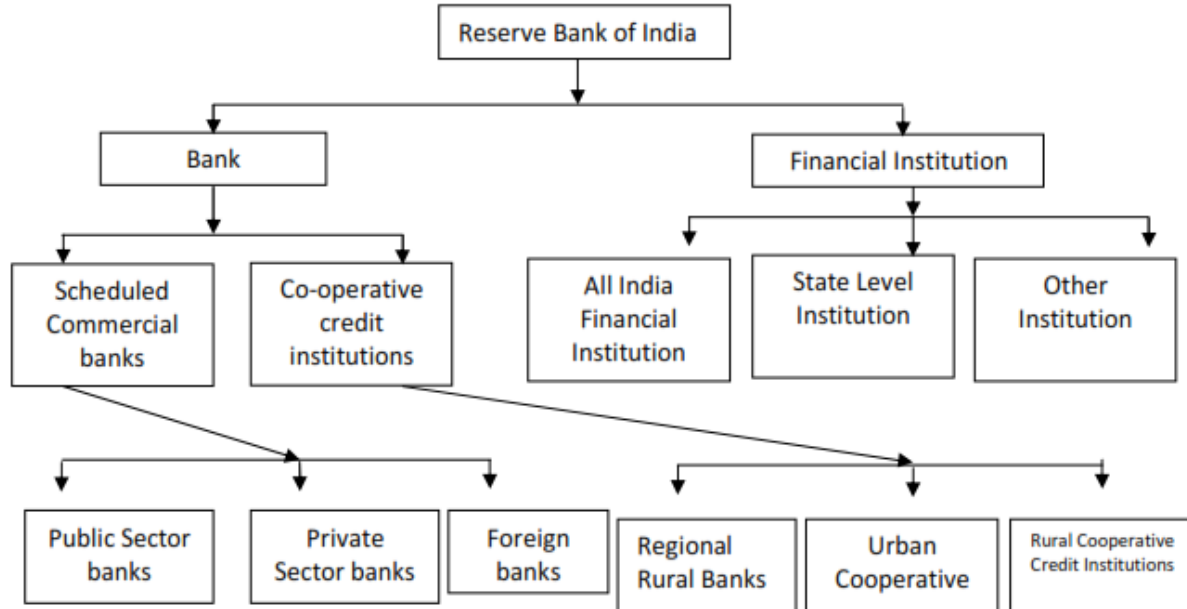 Reserve Bank of India
Bank
Financial Institution
Scheduled
Commercial
banks
Co-operative
credit
institutions
All India
Financial
Institution
State Level
Institution
Other
Institution
Public Sector
banks
Private
Sector banks
Foreign
banks
Regional
Rural Banks
Urban
Cooperative
Rural Cooperative
Credit Institutions